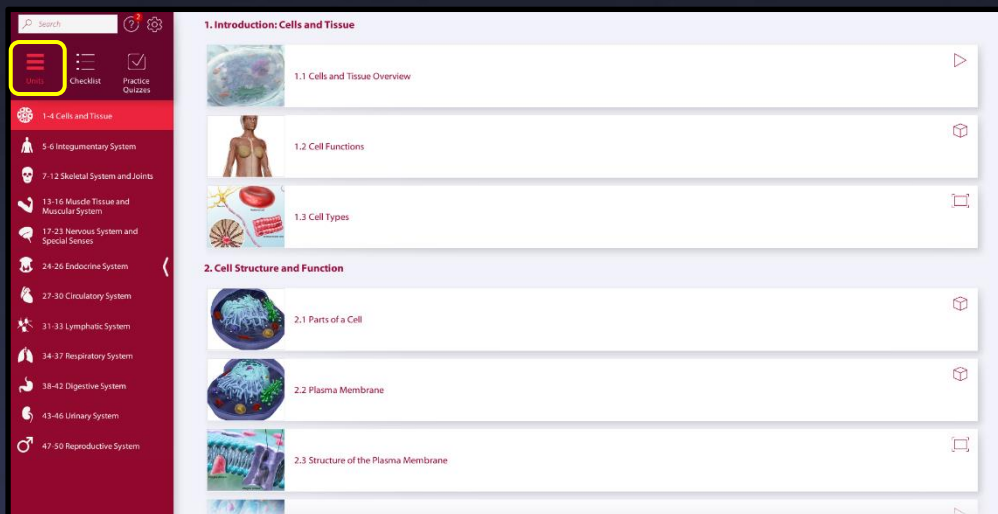 Search
Units
Checklist
Practice
Quizzes
1-4 Cells and Tissue
5-6 Integumentary System
7-12 Skeletal System and Joints
13-16 Muscle Tissue and
Muscular System
17-23 Nervous System and
Special Senses
24-26 Endocrine System
27-30 Circulatory System
31-33 Lymphatic System
34-37 Respiratory System
38-42 Digestive System
43-46 Urinary System
47-50 Reproductive System
1. Introduction: Cells and Tissue
1.1 Cells and Tissue Overview
1.2 Cell Functions
1.3 Cell Types
2. Cell Structure and Function
2.1 Parts of a Cell
2.2 Plasma Membrane
2.3 Structure of the Plasma Membrane